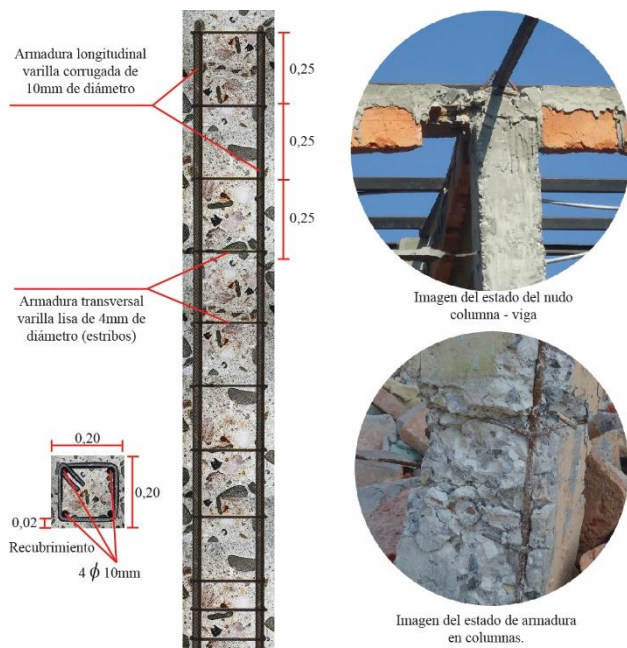 Armadura longitudinal
varilla corrugada de
10mm de diámetro
0,25
0,25
0,25
Armadura transversal
varilla lisa de 4mm de
diámetro (estribos)
0,20
0,20
0,02
Recubrimiento
4 ϕ 10mm
Imagen del estado del nudo
columna - viga
Imagen del estado de armadura
en columnas.